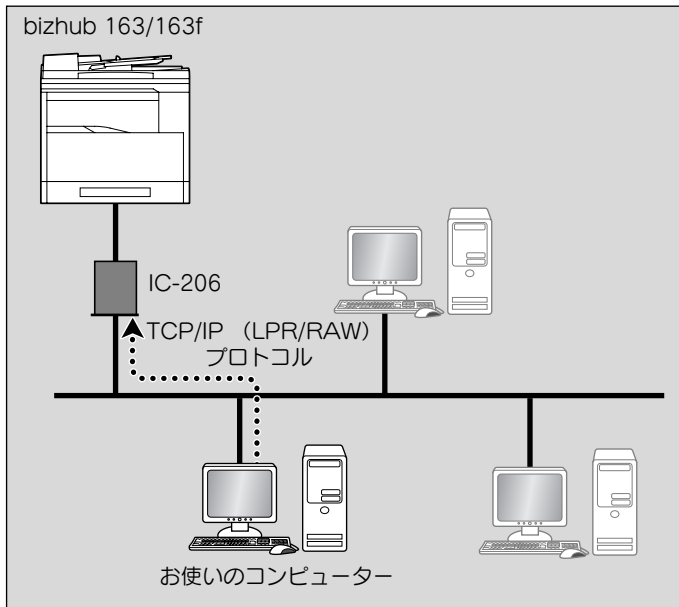 bizhub 163/163f
IC-206
TCP/IP （LPR/RAW）
プロトコル
お使いのコンピューター